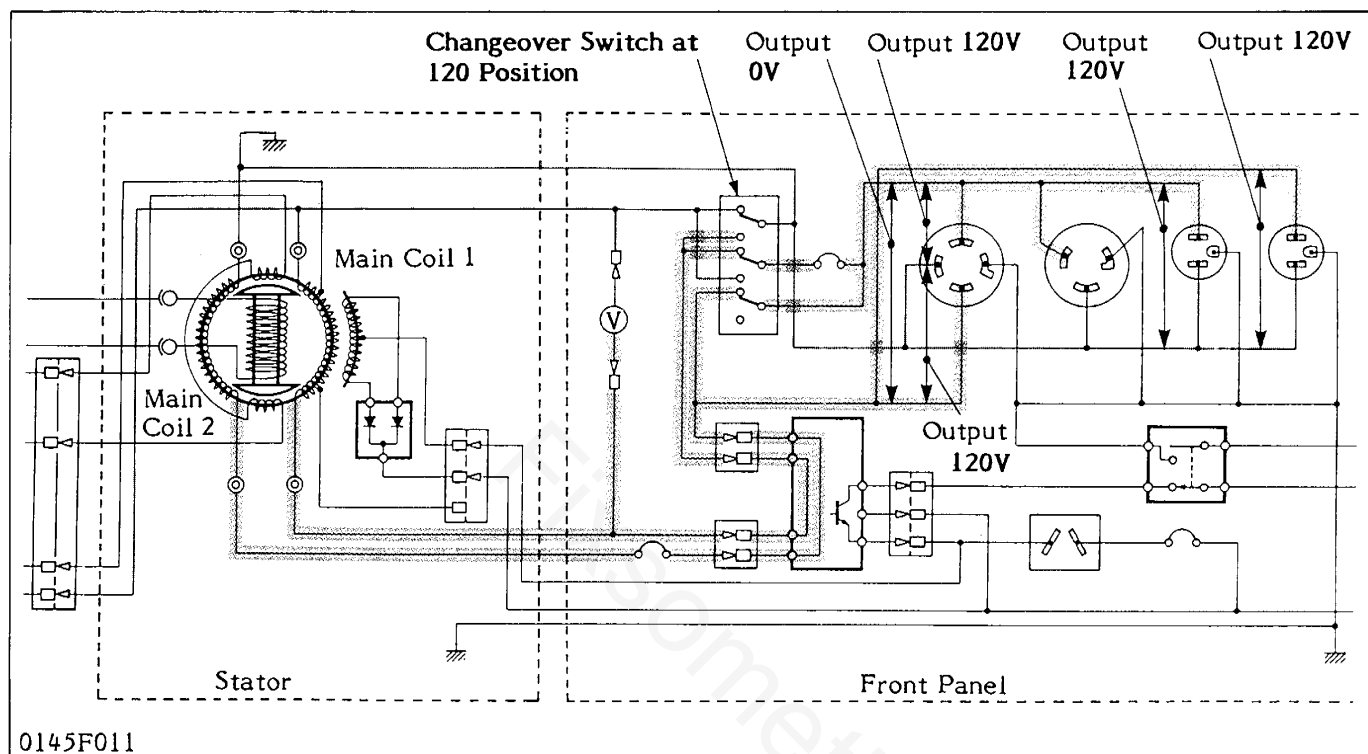 Changeover Switch at
120 Position
Output
0V
Output 120V
Output
120V
Output 120V
Main Coil 1
Main
Coil 2
V
Output
120V
Stator
Front Panel
0145F011
Fixsomet